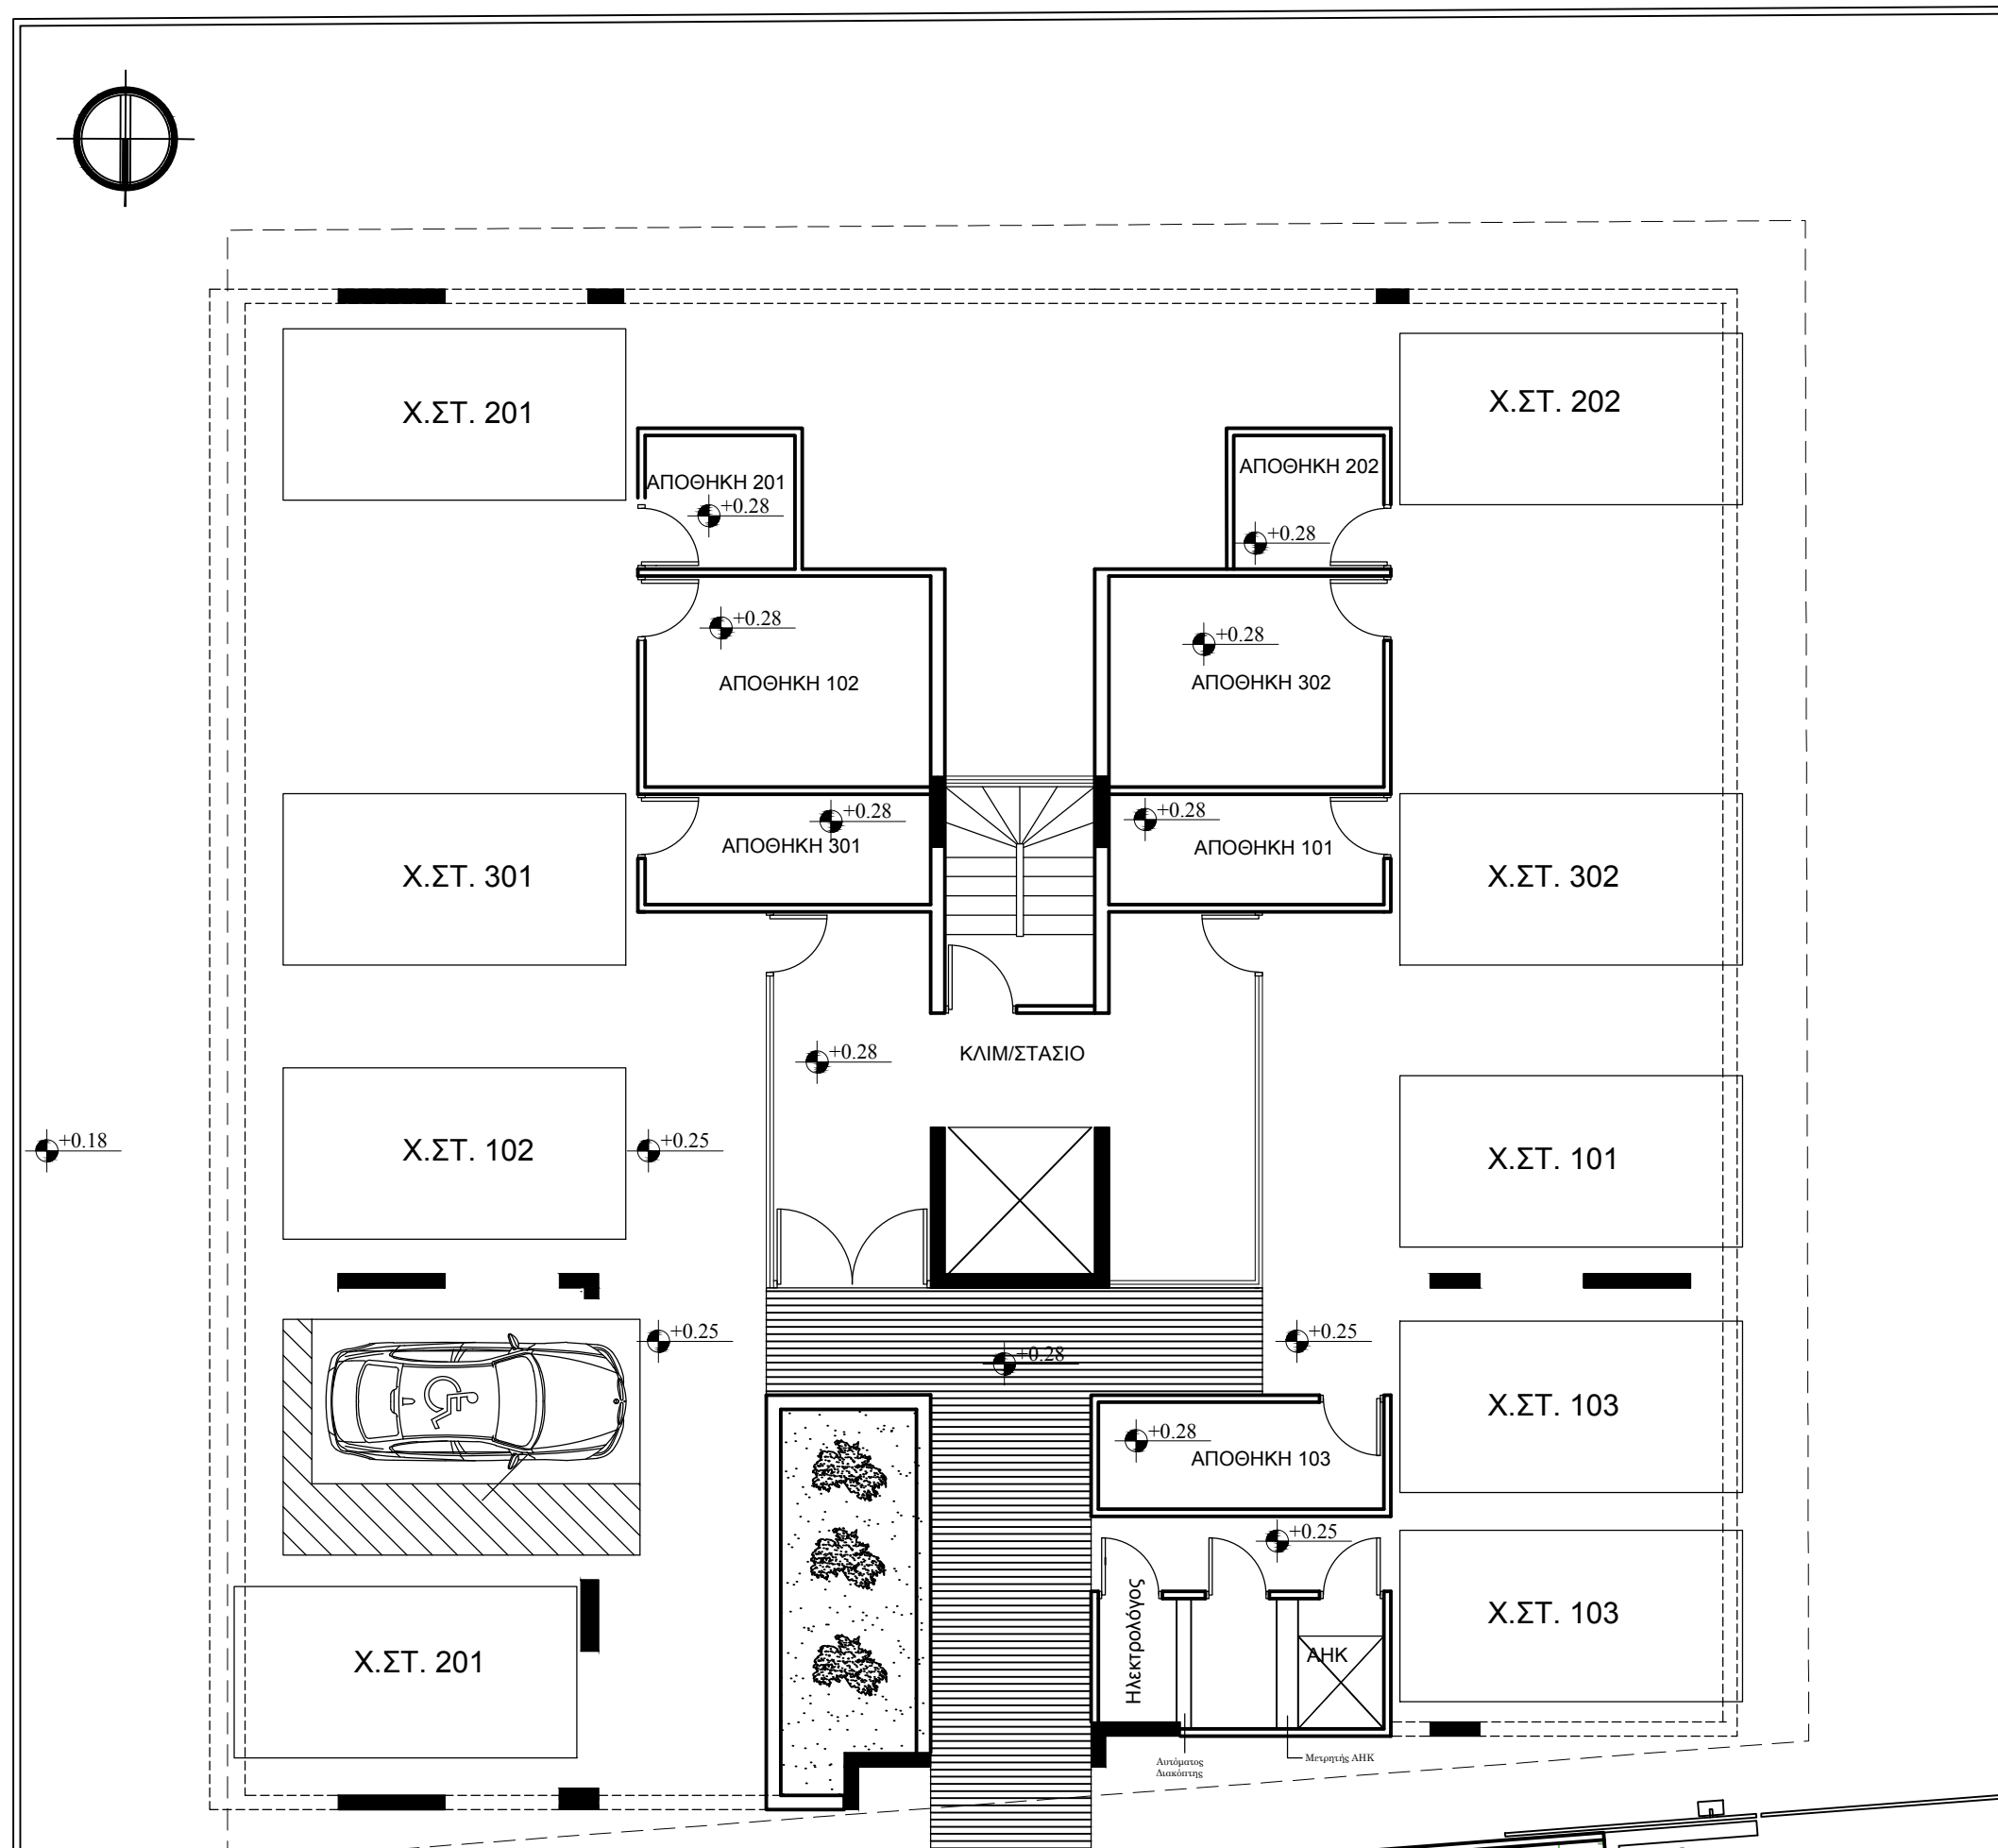 Χ.ΣΤ. 201
Χ.ΣΤ. 202
ΑΠΟΘΗΚΗ 201
+0.28
ΑΠΟΘΗΚΗ 202
+0.28
+0.28
ΑΠΟΘΗΚΗ 102
+0.28
ΑΠΟΘΗΚΗ 302
+0.28
ΑΠΟΘΗΚΗ 301
+0.28
ΑΠΟΘΗΚΗ 101
Χ.ΣΤ. 301
Χ.ΣΤ. 302
+0.28
ΚΛΙΜ/ΣΤΑΣΙΟ
+0.18
Χ.ΣΤ. 102
+0.25
Χ.ΣΤ. 101
+0.25
+0.28
+0.25
Χ.ΣΤ. 103
+0.28
ΑΠΟΘΗΚΗ 103
+0.25
Χ.ΣΤ. 103
Ηλεκτρολόγος
ΑΗΚ
Χ.ΣΤ. 201
Αυτόματος
Διακόπτης
Μετρητής ΑΗΚ